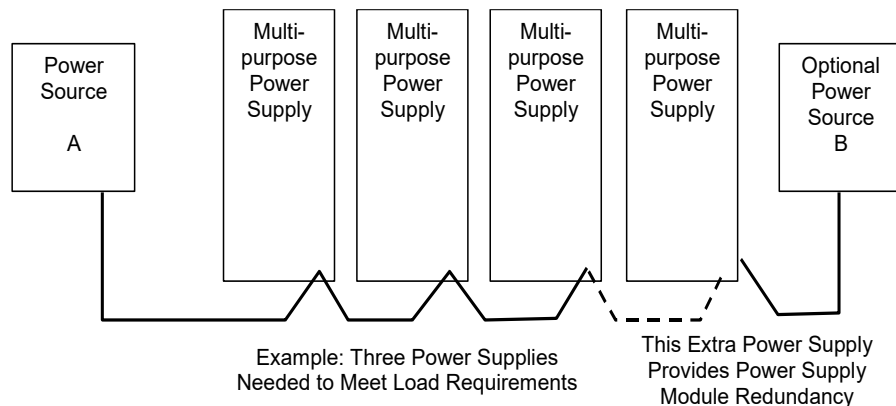 Power
Source
A
Multi-
purpose
Power
Supply
Multi-
purpose
Power
Supply
Multi-
purpose
Power
Supply
Multi-
purpose
Power
Supply
Optional
Power
Source
B
Example: Three Power Supplies
Needed to Meet Load Requirements
This Extra Power Supply
Provides Power Supply
Module Redundancy